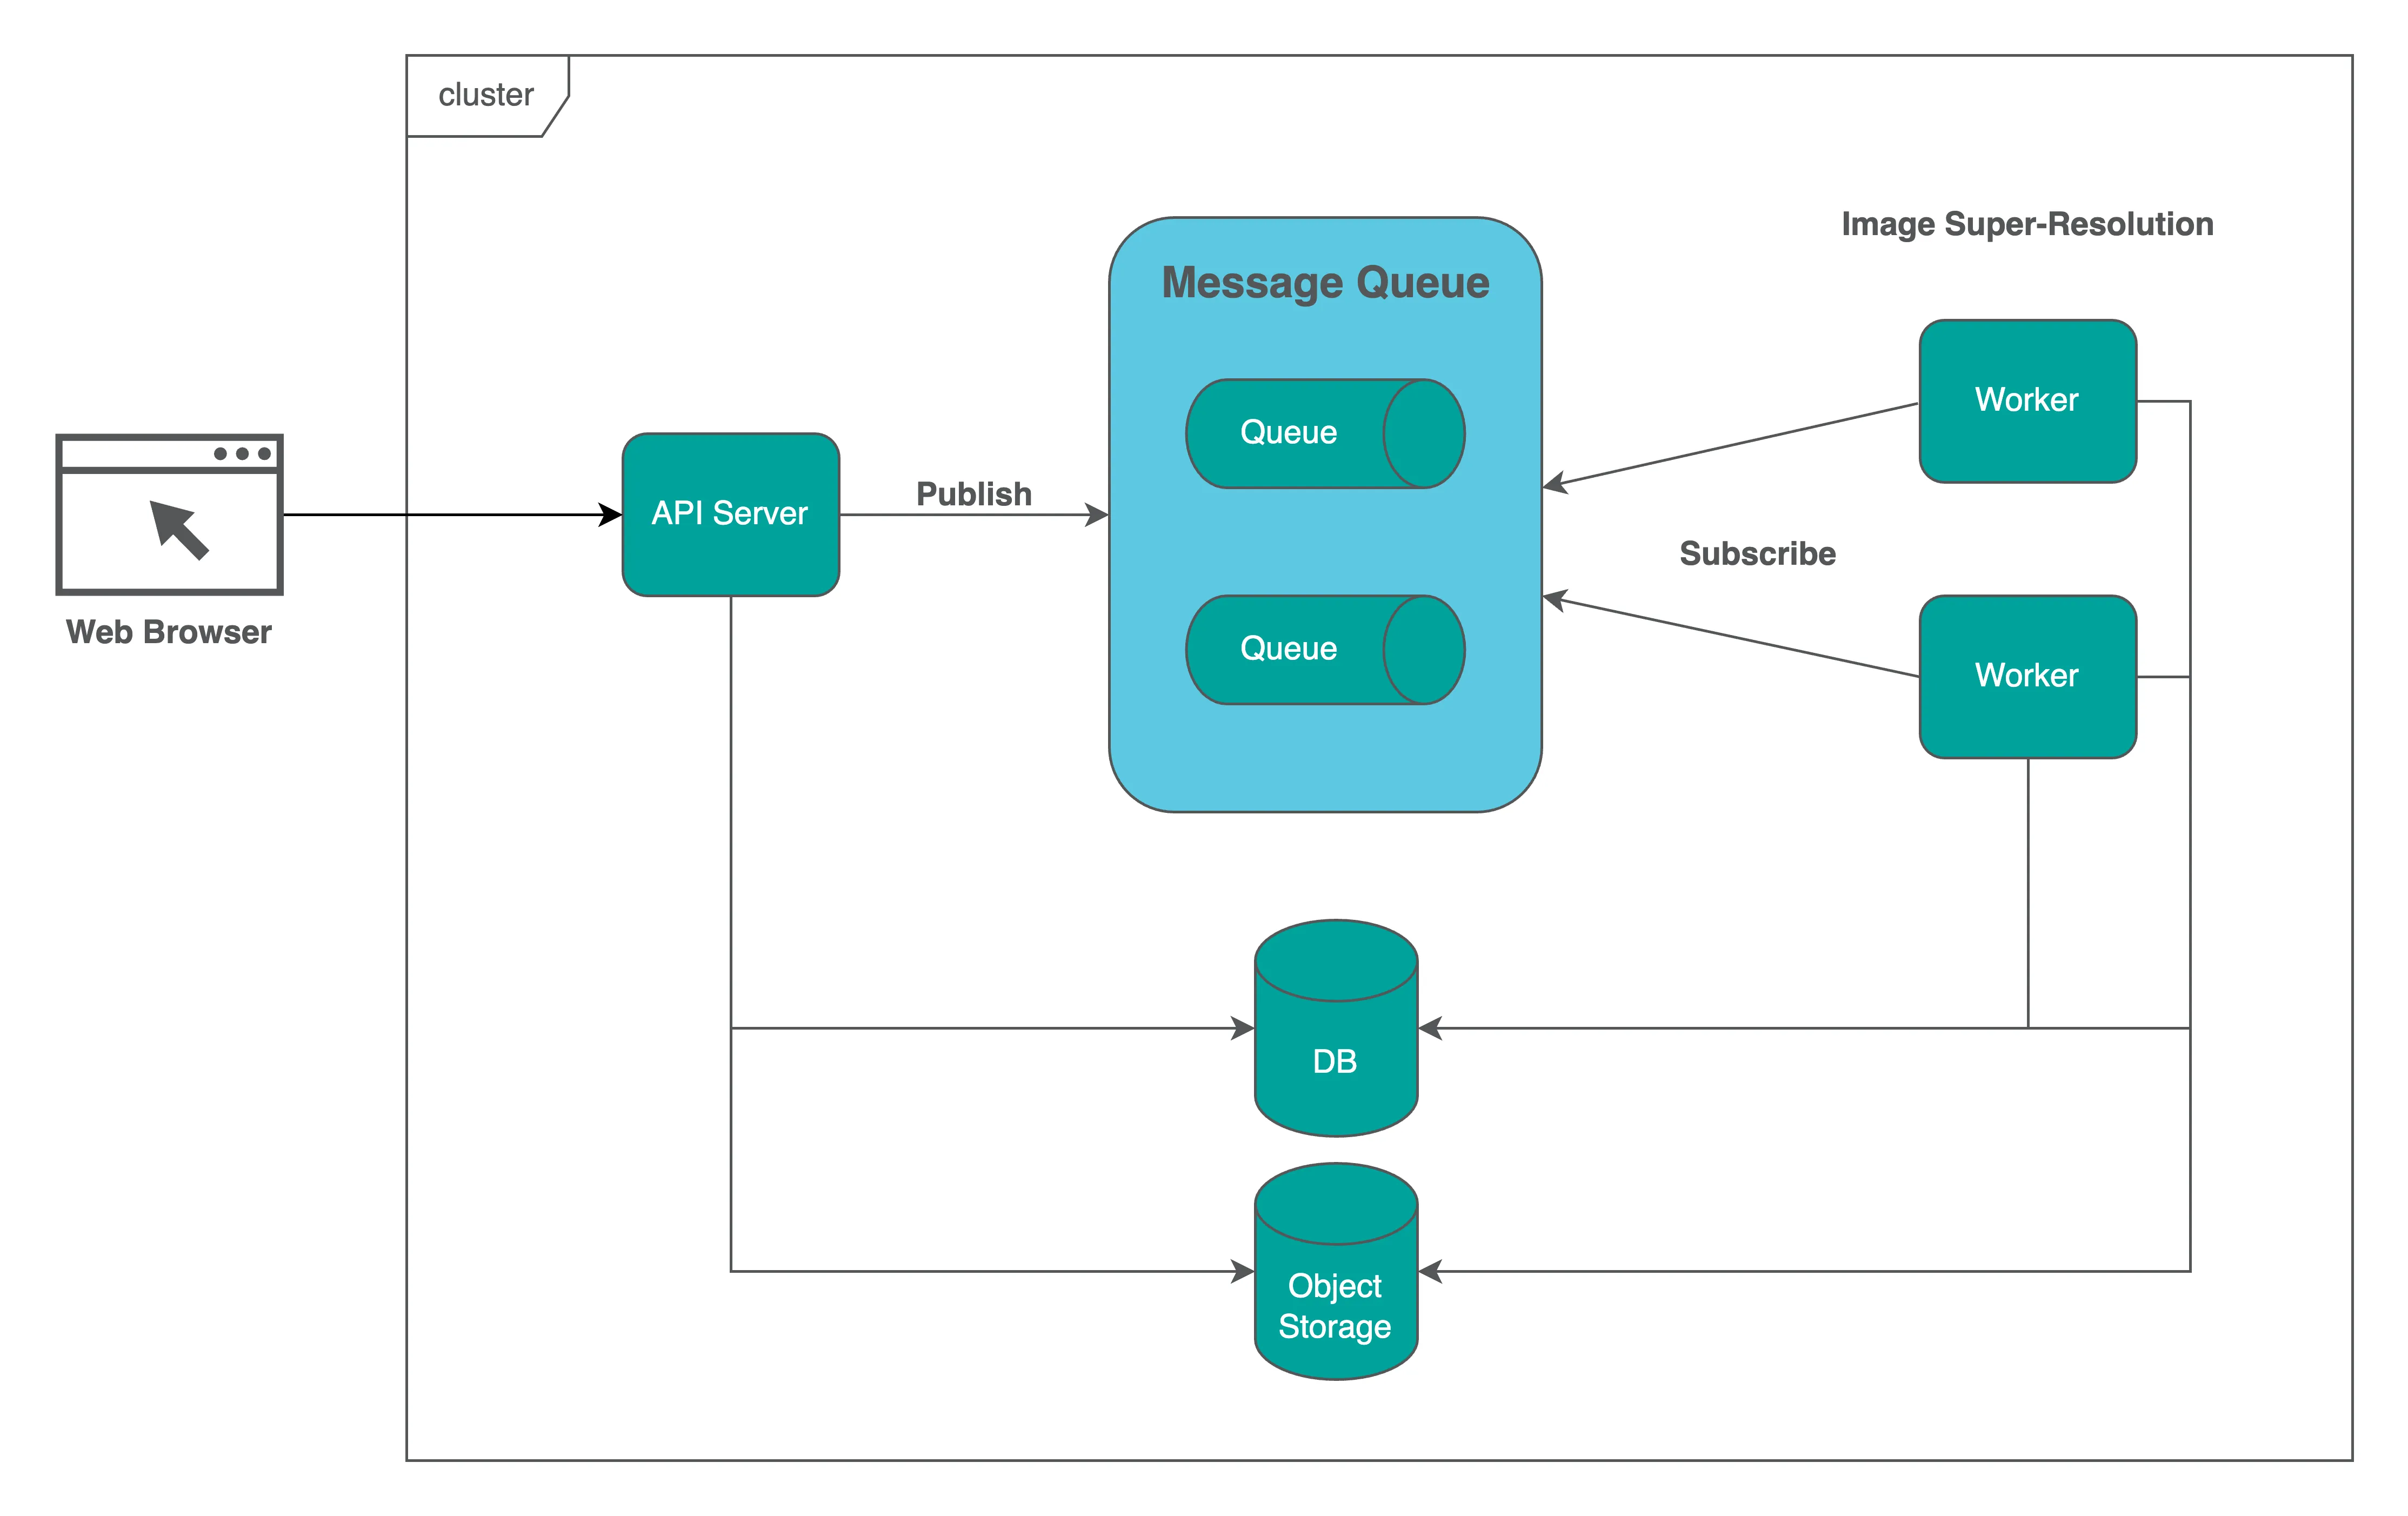 cluster
Image Super-Resolution
Message Queue
Queue
Worker
API Server
Publish
Subscribe
Web Browser
Queue
Worker
DB
Object
Storage